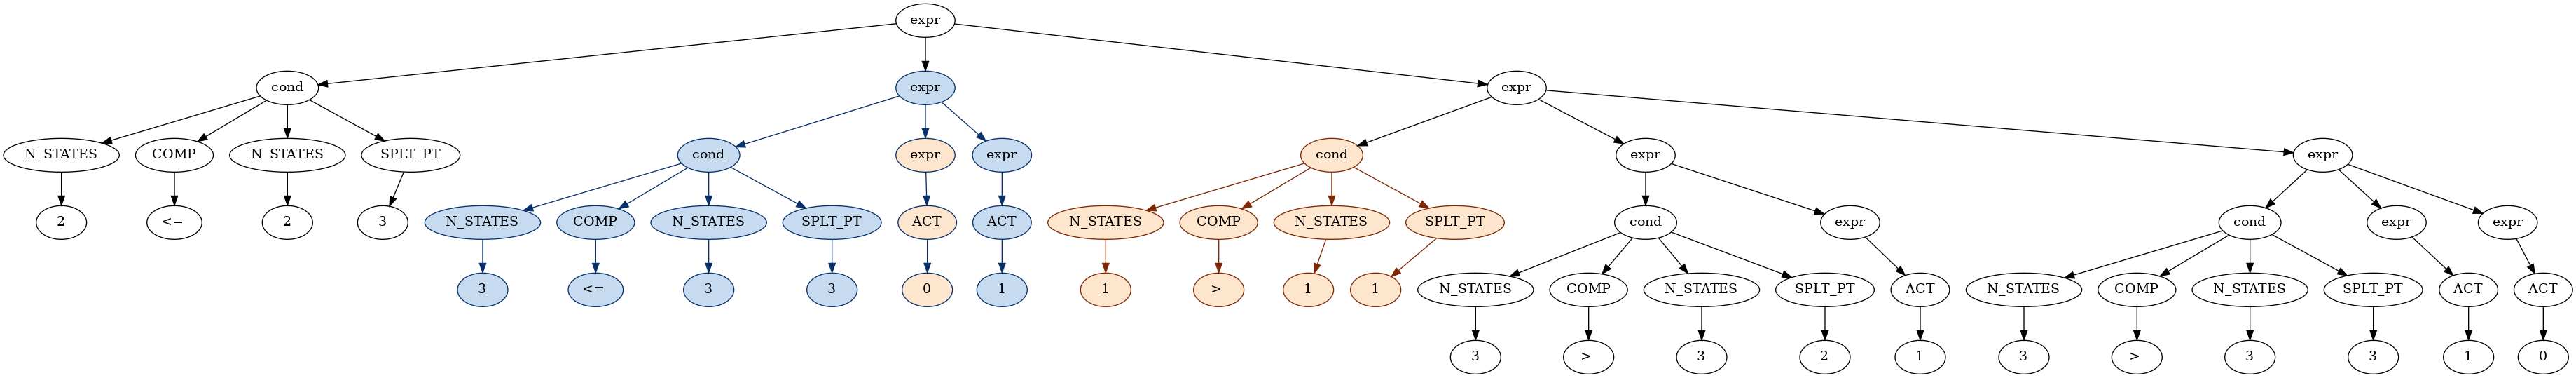 expr
cond expr expr
N_STATES COMP N_STATES SPLT_PT cond expr expr cond expr expr
2 <= 2 3 N_STATES COMP N_STATES SPLT_PT ACT ACT N_STATES COMP N_STATES SPLT_PT cond expr cond expr expr
3 <= 3 3 0 1 1 > 1 1 N_STATES COMP N_STATES SPLT_PT ACT N_STATES COMP N_STATES SPLT_PT ACT ACT
3 > 3 2 1 3 > 3 3 1 0